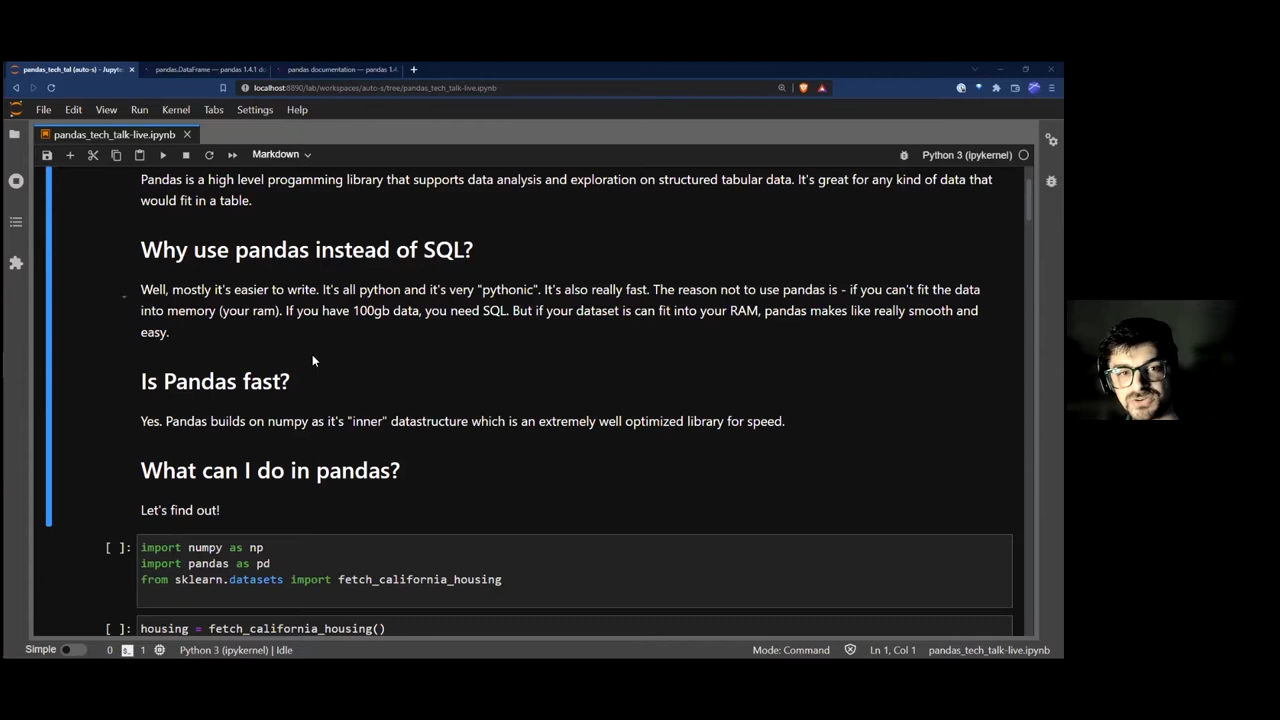 pandas_tech_tal (auto-s) - Jupyte
pandas.DataFrame — pandas 1.4.1 do
pandas documentation — pandas 1.4.
localhost:8890/lab/workspaces/auto-s/tree/pandas_tech_talk-live.ipynb
File Edit View Run Kernel Tabs Settings Help
pandas_tech_talk-live.ipynb
Markdown
Python 3 (ipykernel)
Pandas is a high level progamming library that supports data analysis and exploration on structured tabular data. It's great for any kind of data that
would fit in a table.
Why use pandas instead of SQL?
Well, mostly it's easier to write. It's all python and it's very "pythonic". It's also really fast. The reason not to use pandas is - if you can't fit the data
into memory (your ram). If you have 100gb data, you need SQL. But if your dataset is can fit into your RAM, pandas makes like really smooth and
easy.
Is Pandas fast?
Yes. Pandas builds on numpy as it's "inner" datastructure which is an extremely well optimized library for speed.
What can I do in pandas?
Let's find out!
[ ]: import numpy as np
import pandas as pd
from sklearn.datasets import fetch_california_housing
[ ]: housing = fetch_california_housing()
Simple 0 1 Python 3 (ipykernel) | Idle Mode: Command Ln 1, Col 1 pandas_tech_talk-live.ipynb